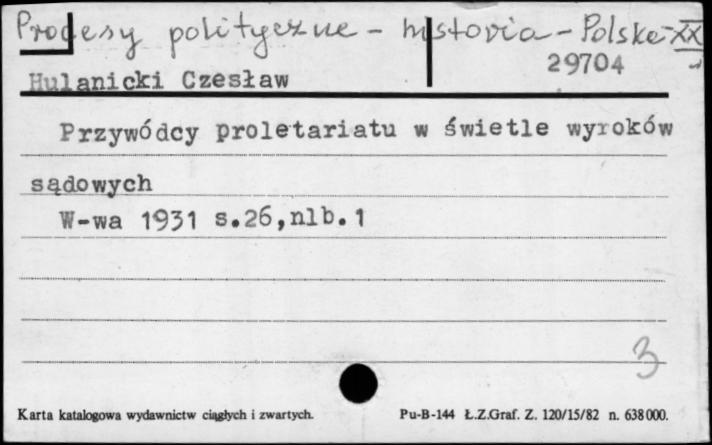 Procesy polityczne - historia - Polska - XX w
29704
Hulanicki Czesław
Przywódcy proletariatu w świetle wyroków
sądowych
W-wa 1931 s.26,nlb.1
3
Karta katalogowa wydawnictw ciągłych i zwartych. Pu-B-144 Ł.Z.Graf. Z. 120/15/82 n. 638000.